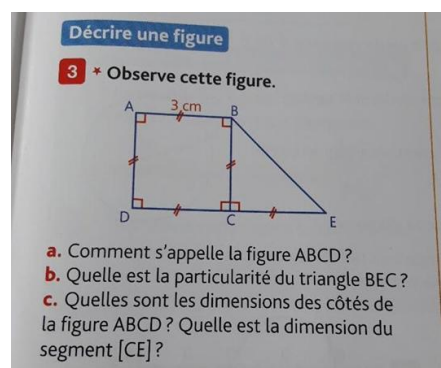 Décrire une figure
3 * Observe cette figure.
A 3 cm B
D C E
a. Comment s'appelle la figure ABCD ?
b. Quelle est la particularité du triangle BEC ?
c. Quelles sont les dimensions des côtés de
la figure ABCD ? Quelle est la dimension du
segment [CE] ?